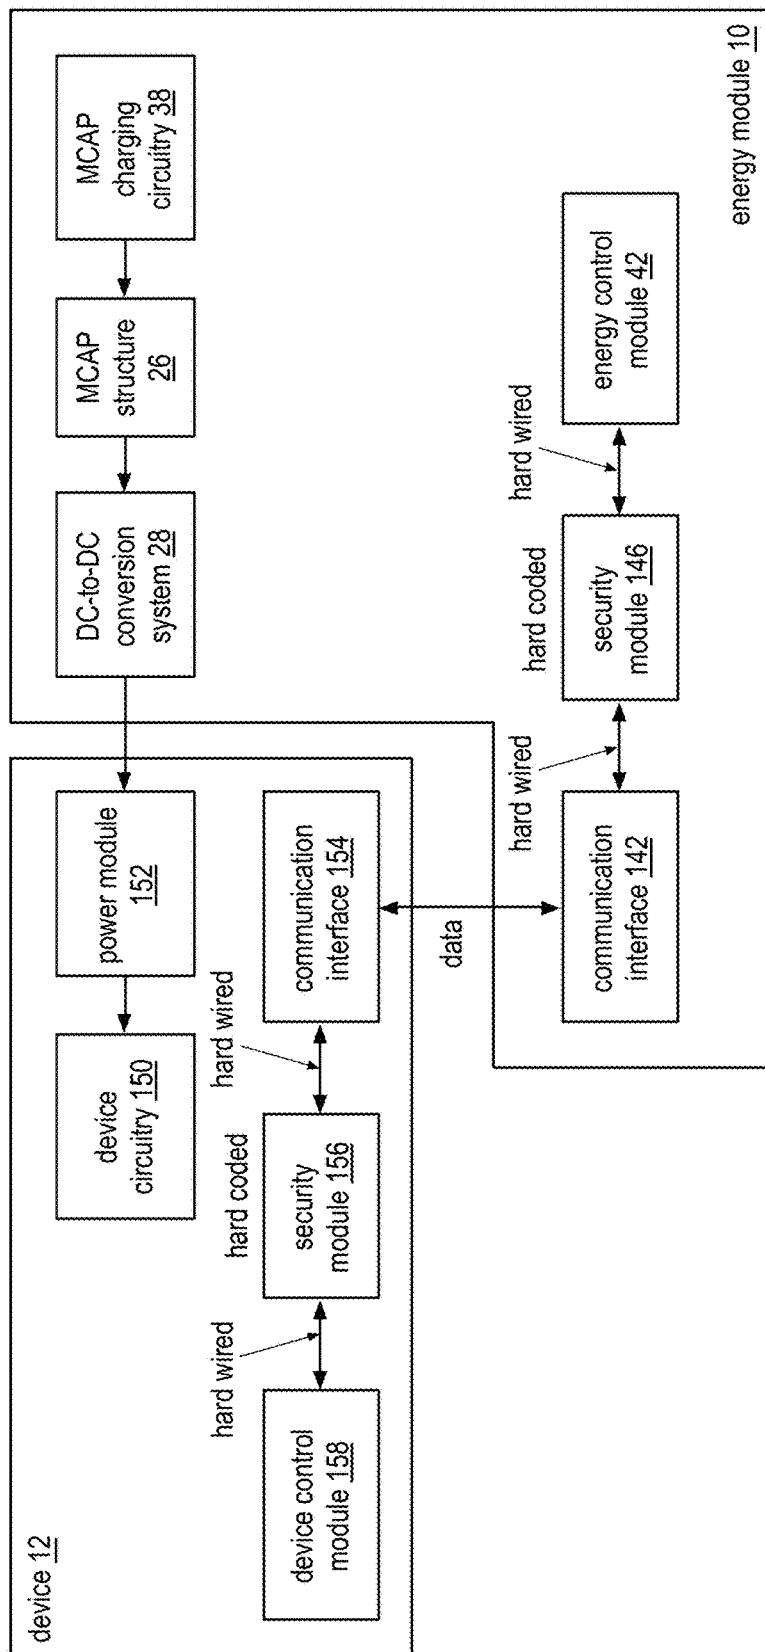 device 12
device
circuitry 150
power module
152
DC-to-DC
conversion
system 28
MCAP
structure
26
MCAP
charging
circuitry 38
hard wired
hard coded
hard wired
device control
module 158
security
module 156
communication
interface 154
data
hard wired
hard coded
hard wired
communication
interface 142
security
module 146
energy control
module 42
energy module 10